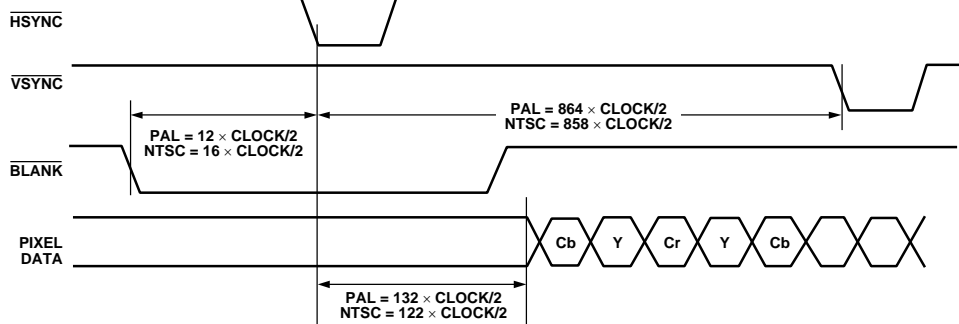 HSYNC
VSYNC
PAL = 864 × CLOCK/2
NTSC = 858 × CLOCK/2
PAL = 12 × CLOCK/2
NTSC = 16 × CLOCK/2
BLANK
PIXEL
DATA
Cb Y Cr Y Cb
PAL = 132 × CLOCK/2
NTSC = 122 × CLOCK/2